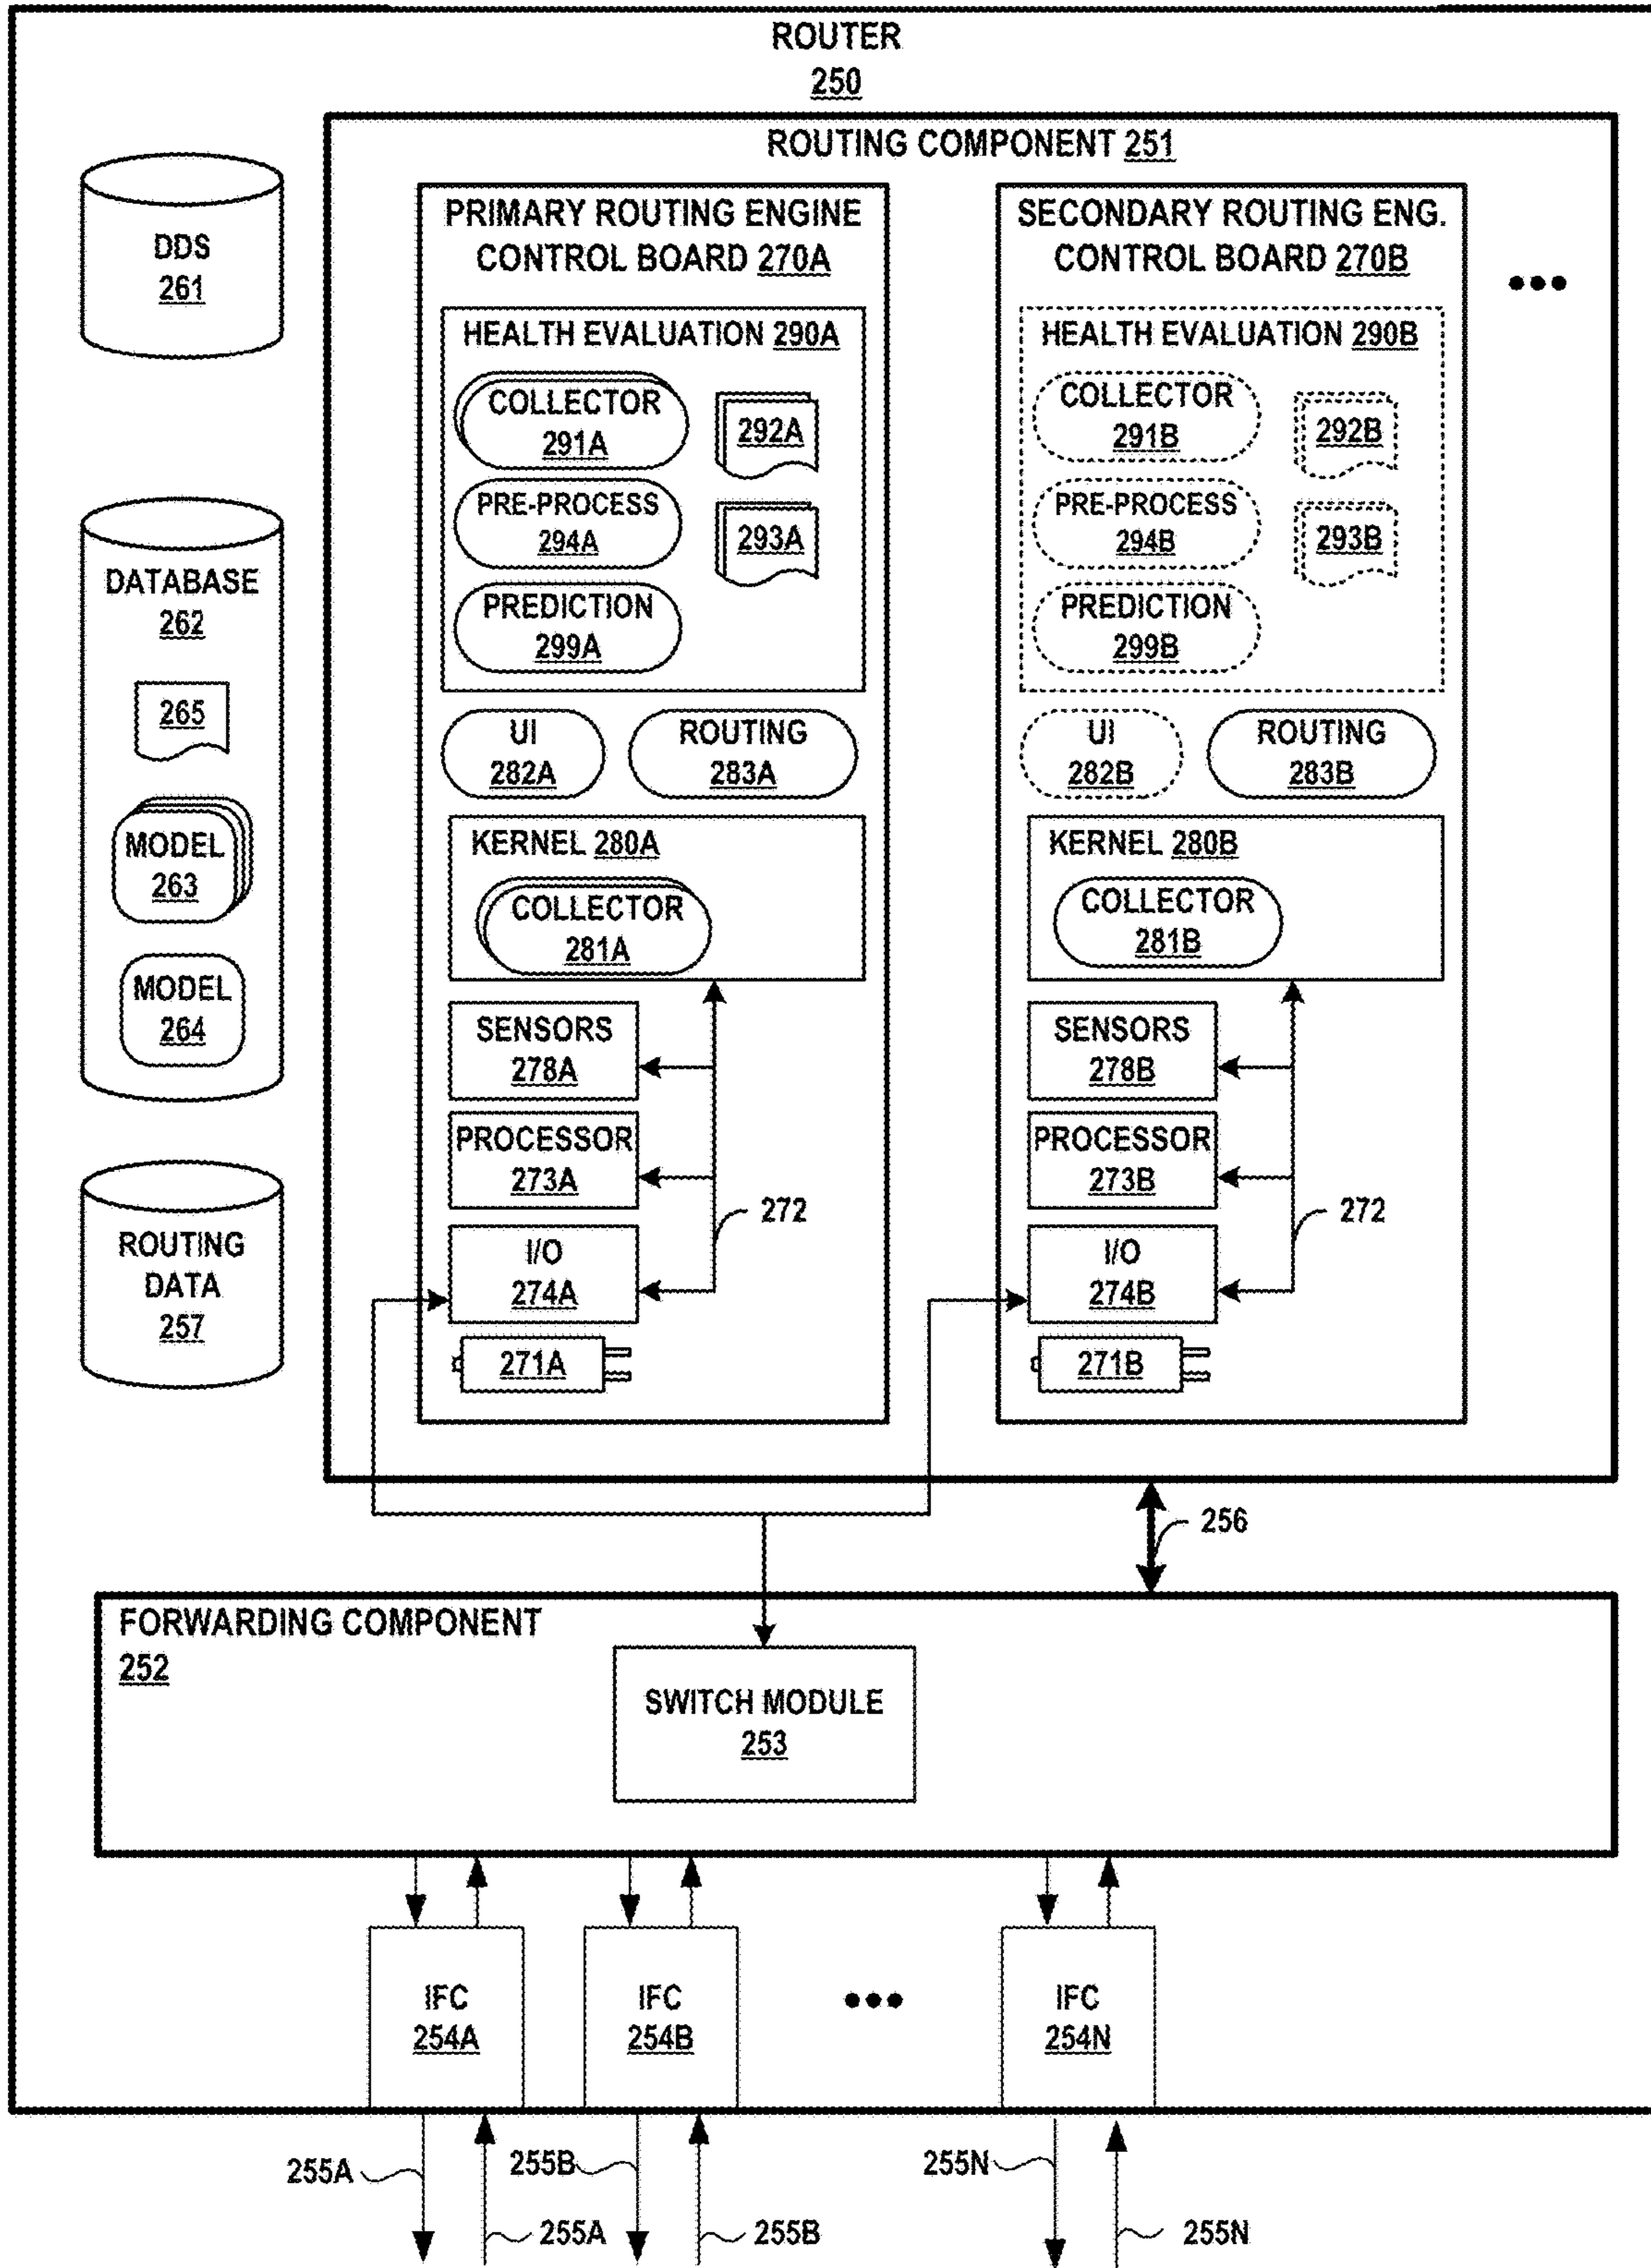 ROUTER
250
ROUTING COMPONENT 251
DDS
261
DATABASE
262
265
MODEL
263
MODEL
264
ROUTING
DATA
257
PRIMARY ROUTING ENGINE
CONTROL BOARD 270A
HEALTH EVALUATION 290A
COLLECTOR
291A
292A
PRE-PROCESS
294A
293A
PREDICTION
299A
UI
282A
ROUTING
283A
KERNEL 280A
COLLECTOR
281A
SENSORS
278A
PROCESSOR
273A
272
I/O
274A
271A
SECONDARY ROUTING ENG.
CONTROL BOARD 270B
•••
HEALTH EVALUATION 290B
COLLECTOR
291B
292B
PRE-PROCESS
294B
293B
PREDICTION
299B
UI
282B
ROUTING
283B
KERNEL 280B
COLLECTOR
281B
SENSORS
278B
PROCESSOR
273B
272
I/O
274B
271B
256
FORWARDING COMPONENT
252
SWITCH MODULE
253
IFC
254A
IFC
254B
•••
IFC
254N
255A
255B
255N
255A
255B
255N